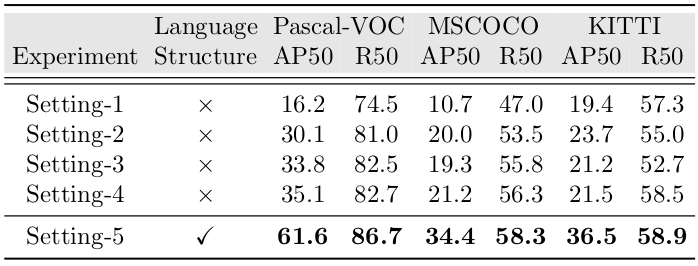 Language Pascal-VOC MSCOCO KITTI
Experiment Structure AP50 R50 AP50 R50 AP50 R50
Setting-1 × 16.2 74.5 10.7 47.0 19.4 57.3
Setting-2 × 30.1 81.0 20.0 53.5 23.7 55.0
Setting-3 × 33.8 82.5 19.3 55.8 21.2 52.7
Setting-4 × 35.1 82.7 21.2 56.3 21.5 58.5
Setting-5 ✓ 61.6 86.7 34.4 58.3 36.5 58.9